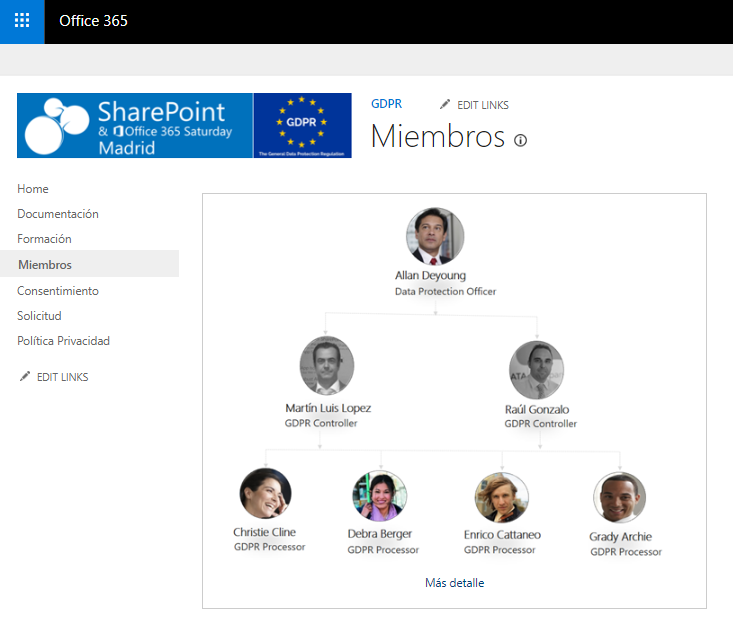 Office 365
SharePoint
& Office 365 Saturday
Madrid
GDPR
The General Data Protection Regulation
GDPR
EDIT LINKS
Miembros
Home
Documentación
Formación
Miembros
Consentimiento
Solicitud
Política Privacidad
EDIT LINKS
Allan Deyoung
Data Protection Officer
ATA
Martín Luis Lopez
GDPR Controller
Raúl Gonzalo
GDPR Controller
Christie Cline
GDPR Processor
Debra Berger
GDPR Processor
Enrico Cattaneo
GDPR Processor
Grady Archie
GDPR Processor
Más detalle